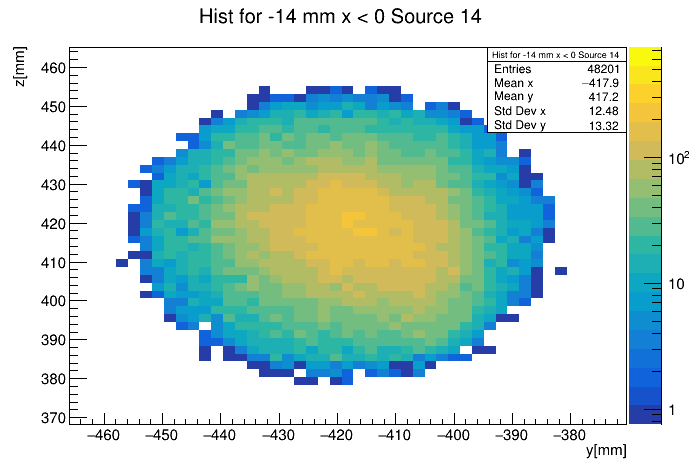 Hist for -14 mm x < 0 Source 14
z[mm]
Hist for -14 mm x < 0 Source 14
Entries 48201
Mean x −417.9
Mean y 417.2
Std Dev x 12.48
Std Dev y 13.32
460
450
440
430
420
410
400
390
380
370
−460 −450 −440 −430 −420 −410 −400 −390 −380
y[mm]
10²
10
1